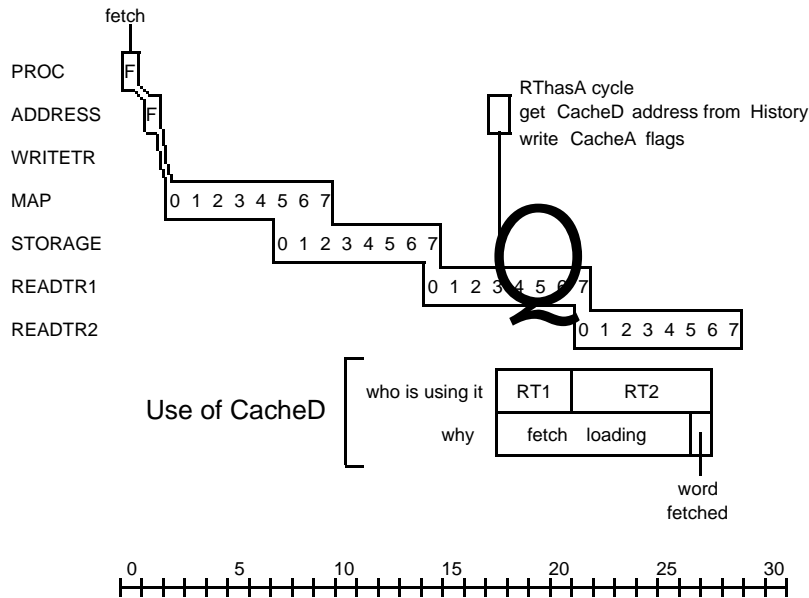 fetch
PROC F
RThasA cycle
ADDRESS F get CacheD address from History
WRITETR write CacheA flags
MAP 0 1 2 3 4 5 6 7
STORAGE 0 1 2 3 4 5 6 7
READTR1 0 1 2 3 4 5 6 7
READTR2 0 1 2 3 4 5 6 7
Use of CacheD
who is using it RT1 RT2
why fetch loading
word
fetched
0 5 10 15 20 25 30